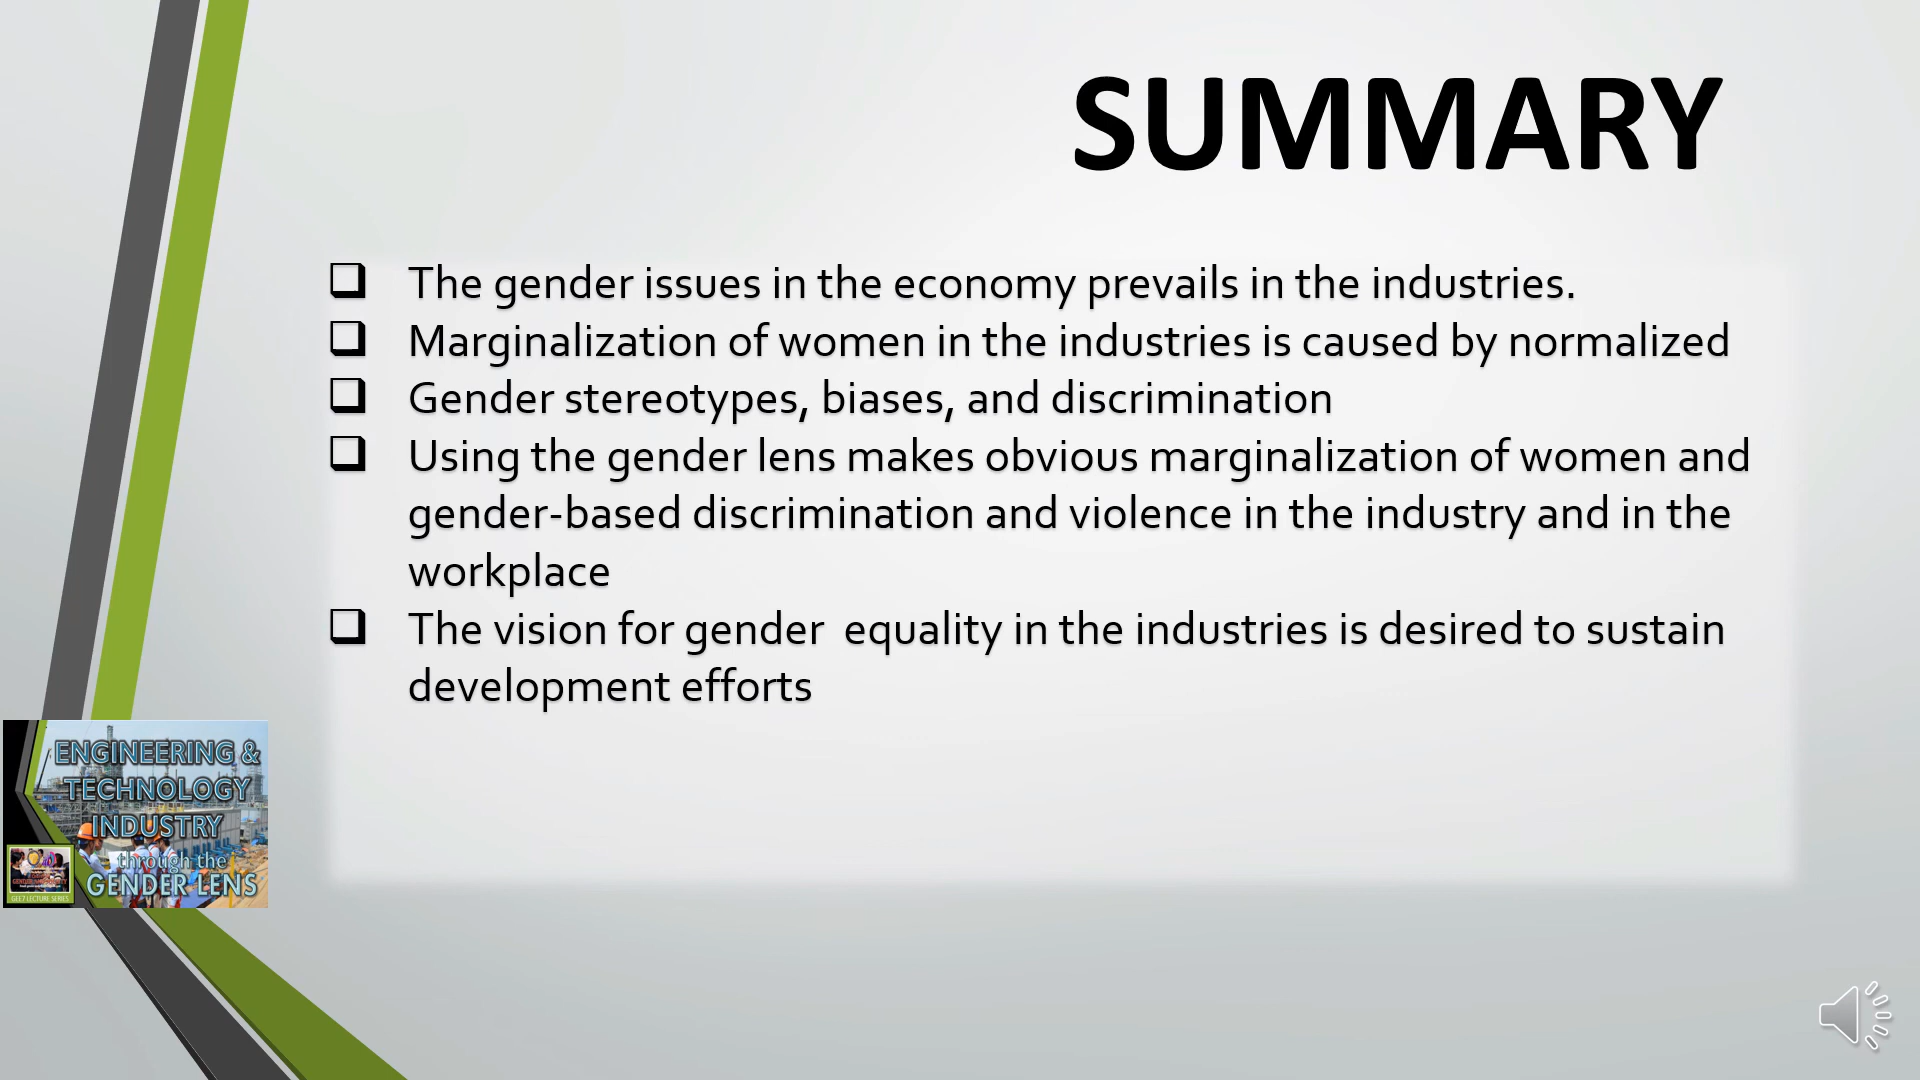 SUMMARY
The gender issues in the economy prevails in the industries.
Marginalization of women in the industries is caused by normalized
Gender stereotypes, biases, and discrimination
Using the gender lens makes obvious marginalization of women and
gender-based discrimination and violence in the industry and in the
workplace
The vision for gender equality in the industries is desired to sustain
development efforts
ENGINEERING &
TECHNOLOGY
INDUSTRY
through the
GENDER LENS